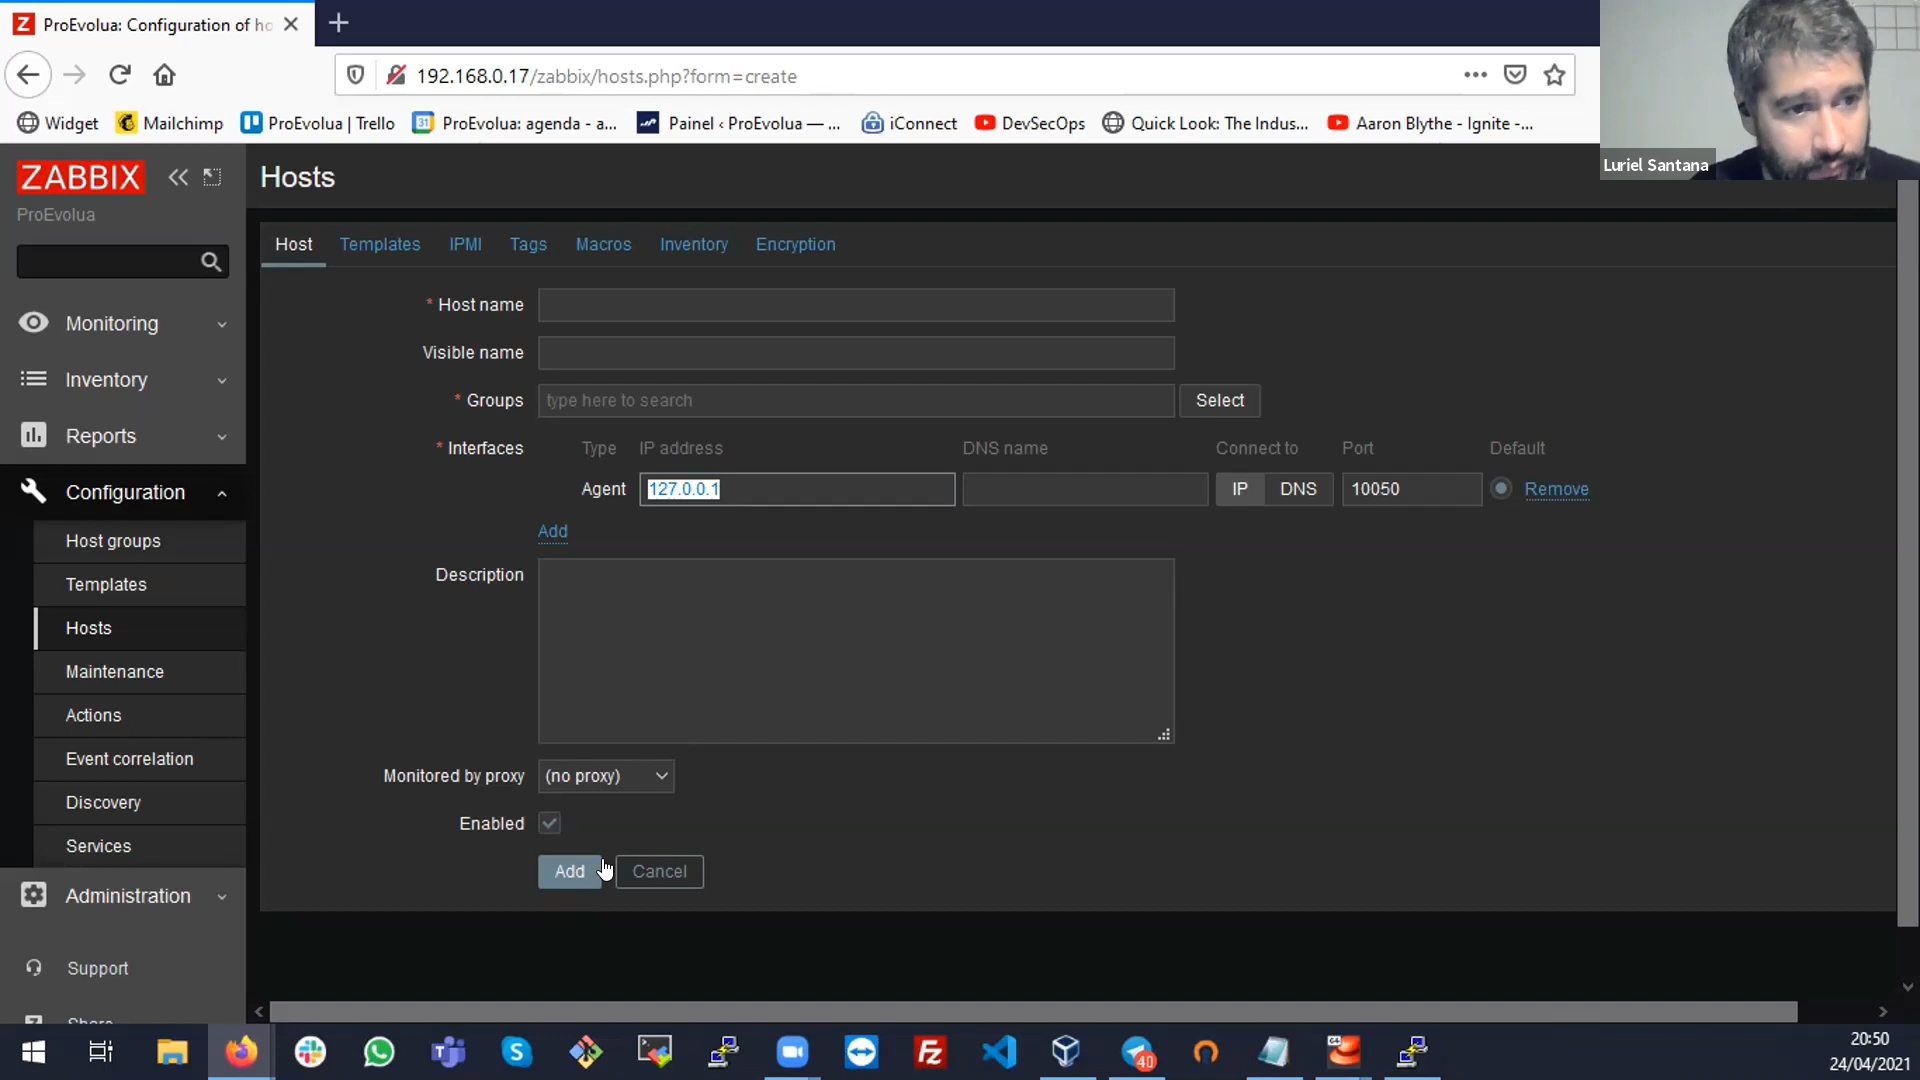 Z ProEvolua: Configuration of ho
192.168.0.17/zabbix/hosts.php?form=create
Widget
Mailchimp
ProEvolua | Trello
31 ProEvolua: agenda - a...
Painel ‹ ProEvolua — ...
iConnect
DevSecOps
Quick Look: The Indus...
Aaron Blythe - Ignite -...
Luriel Santana
ZABBIX
ProEvolua
Monitoring
Inventory
Reports
Configuration
Host groups
Templates
Hosts
Maintenance
Actions
Event correlation
Discovery
Services
Administration
Support
Share
Hosts
Host Templates IPMI Tags Macros Inventory Encryption
* Host name
Visible name
* Groups type here to search Select
* Interfaces Type IP address DNS name Connect to Port Default
Agent 127.0.0.1 IP DNS 10050 Remove
Add
Description
Monitored by proxy (no proxy)
Enabled
Add Cancel
40
20:50
24/04/2021